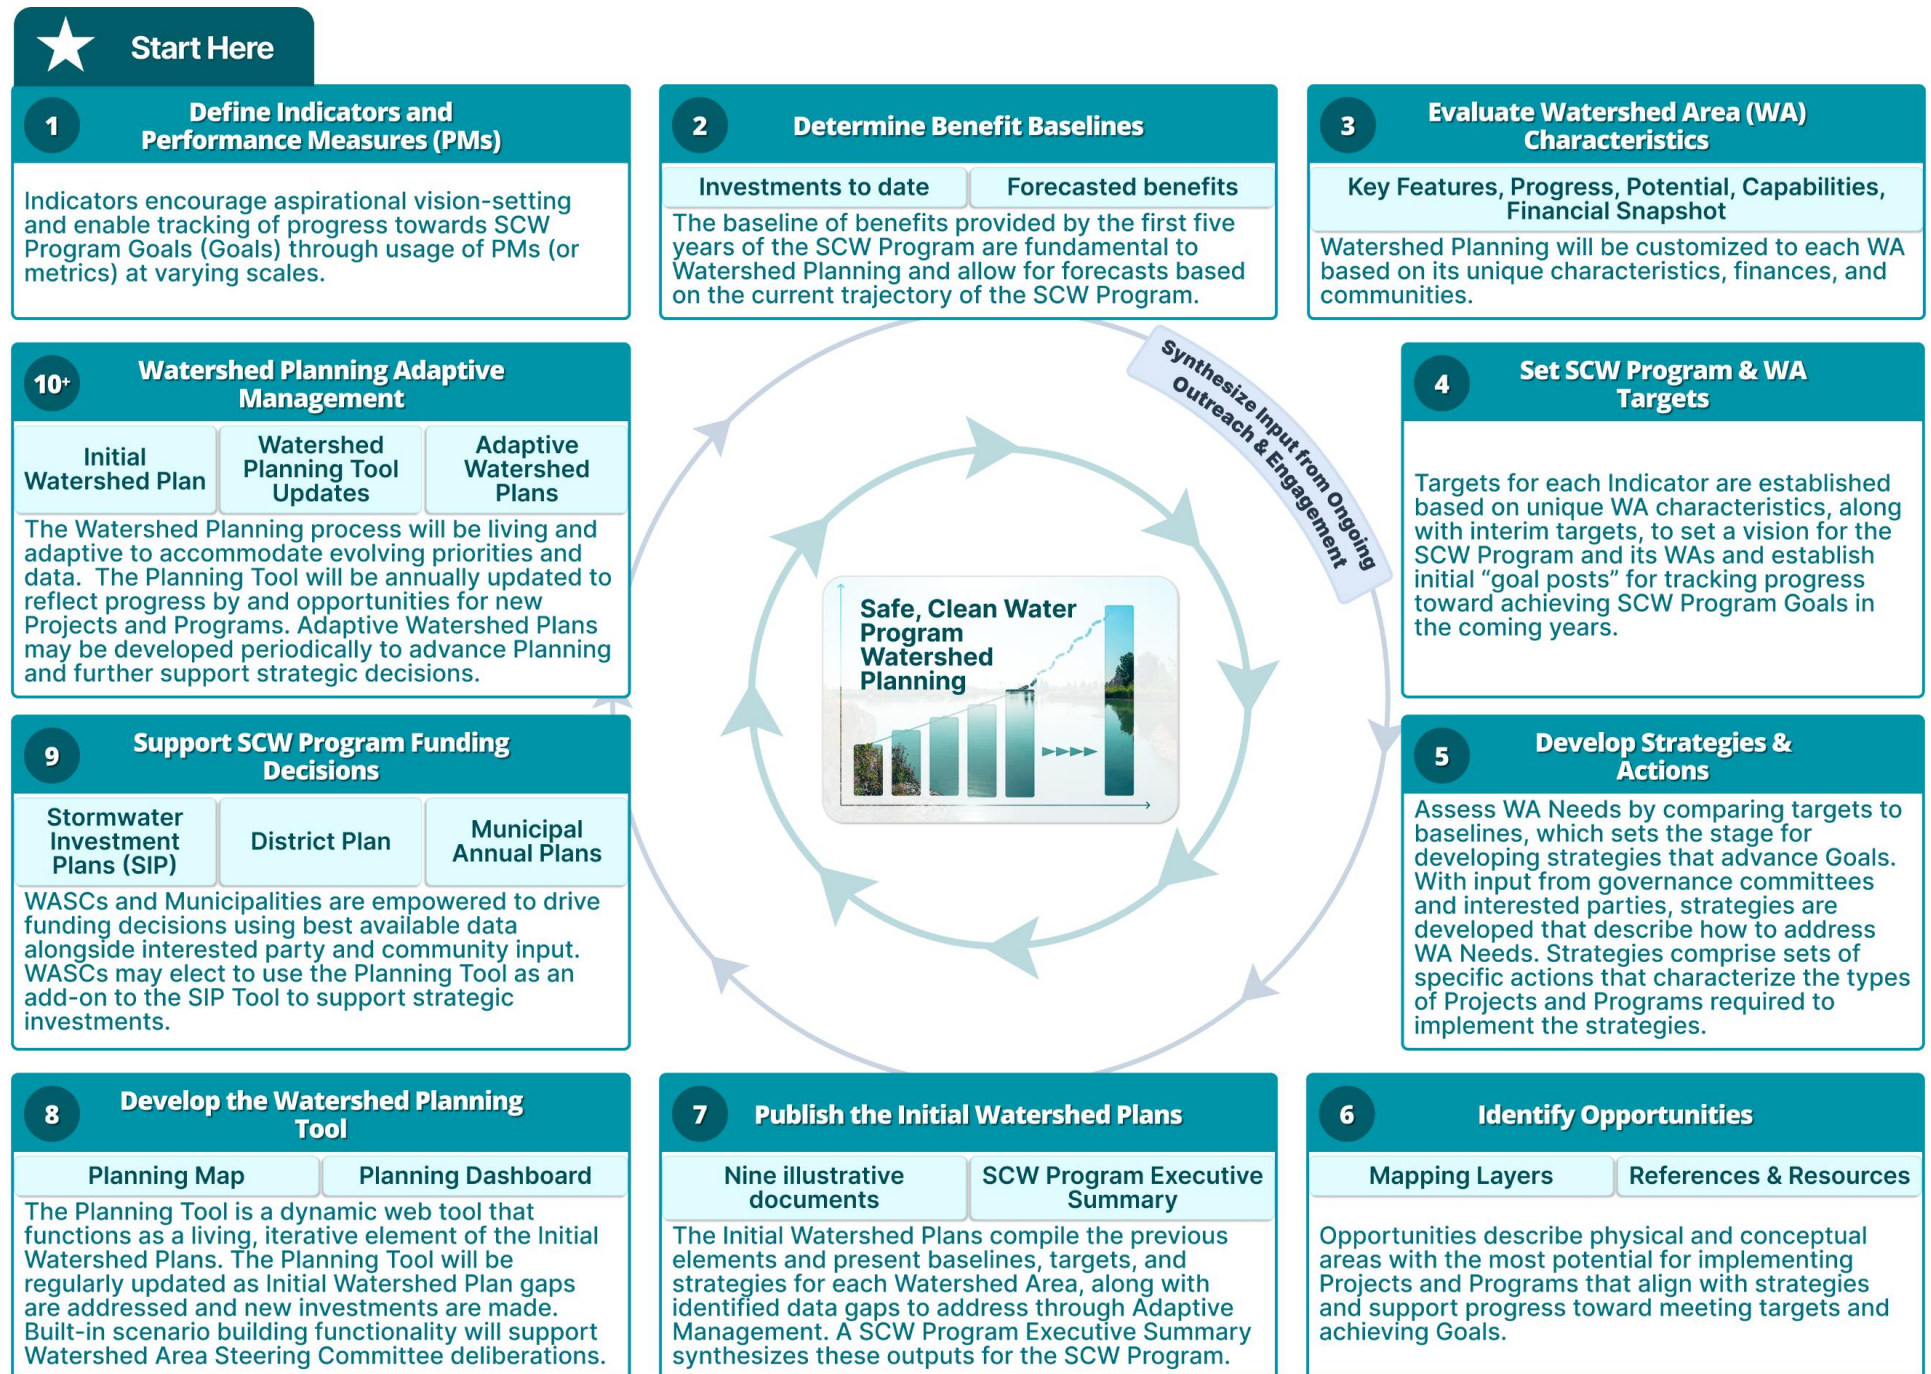 Start Here
1
Define Indicators and
Performance Measures (PMs)
Indicators encourage aspirational vision-setting
and enable tracking of progress towards SCW
Program Goals (Goals) through usage of PMs (or
metrics) at varying scales.
2
Determine Benefit Baselines
Investments to date
Forecasted benefits
The baseline of benefits provided by the first five
years of the SCW Program are fundamental to
Watershed Planning and allow for forecasts based
on the current trajectory of the SCW Program.
3
Evaluate Watershed Area (WA)
Characteristics
Key Features, Progress, Potential, Capabilities,
Financial Snapshot
Watershed Planning will be customized to each WA
based on its unique characteristics, finances, and
communities.
Synthesize Input from Ongoing
Outreach & Engagement
4
Set SCW Program & WA
Targets
Targets for each Indicator are established
based on unique WA characteristics, along
with interim targets, to set a vision for the
SCW Program and its WAs and establish
initial “goal posts” for tracking progress
toward achieving SCW Program Goals in
the coming years.
5
Develop Strategies &
Actions
Assess WA Needs by comparing targets to
baselines, which sets the stage for
developing strategies that advance Goals.
With input from governance committees
and interested parties, strategies are
developed that describe how to address
WA Needs. Strategies comprise sets of
specific actions that characterize the types
of Projects and Programs required to
implement the strategies.
6
Identify Opportunities
Mapping Layers
References & Resources
Opportunities describe physical and conceptual
areas with the most potential for implementing
Projects and Programs that align with strategies
and support progress toward meeting targets and
achieving Goals.
7
Publish the Initial Watershed Plans
Nine illustrative
documents
SCW Program Executive
Summary
The Initial Watershed Plans compile the previous
elements and present baselines, targets, and
strategies for each Watershed Area, along with
identified data gaps to address through Adaptive
Management. A SCW Program Executive Summary
synthesizes these outputs for the SCW Program.
8
Develop the Watershed Planning
Tool
Planning Map
Planning Dashboard
The Planning Tool is a dynamic web tool that
functions as a living, iterative element of the Initial
Watershed Plans. The Planning Tool will be
regularly updated as Initial Watershed Plan gaps
are addressed and new investments are made.
Built-in scenario building functionality will support
Watershed Area Steering Committee deliberations.
9
Support SCW Program Funding
Decisions
Stormwater
Investment
Plans (SIP)
District Plan
Municipal
Annual Plans
WASCs and Municipalities are empowered to drive
funding decisions using best available data
alongside interested party and community input.
WASCs may elect to use the Planning Tool as an
add-on to the SIP Tool to support strategic
investments.
10+
Watershed Planning Adaptive
Management
Initial
Watershed Plan
Watershed
Planning Tool
Updates
Adaptive
Watershed
Plans
The Watershed Planning process will be living and
adaptive to accommodate evolving priorities and
data. The Planning Tool will be annually updated to
reflect progress by and opportunities for new
Projects and Programs. Adaptive Watershed Plans
may be developed periodically to advance Planning
and further support strategic decisions.
Safe, Clean Water
Program
Watershed
Planning